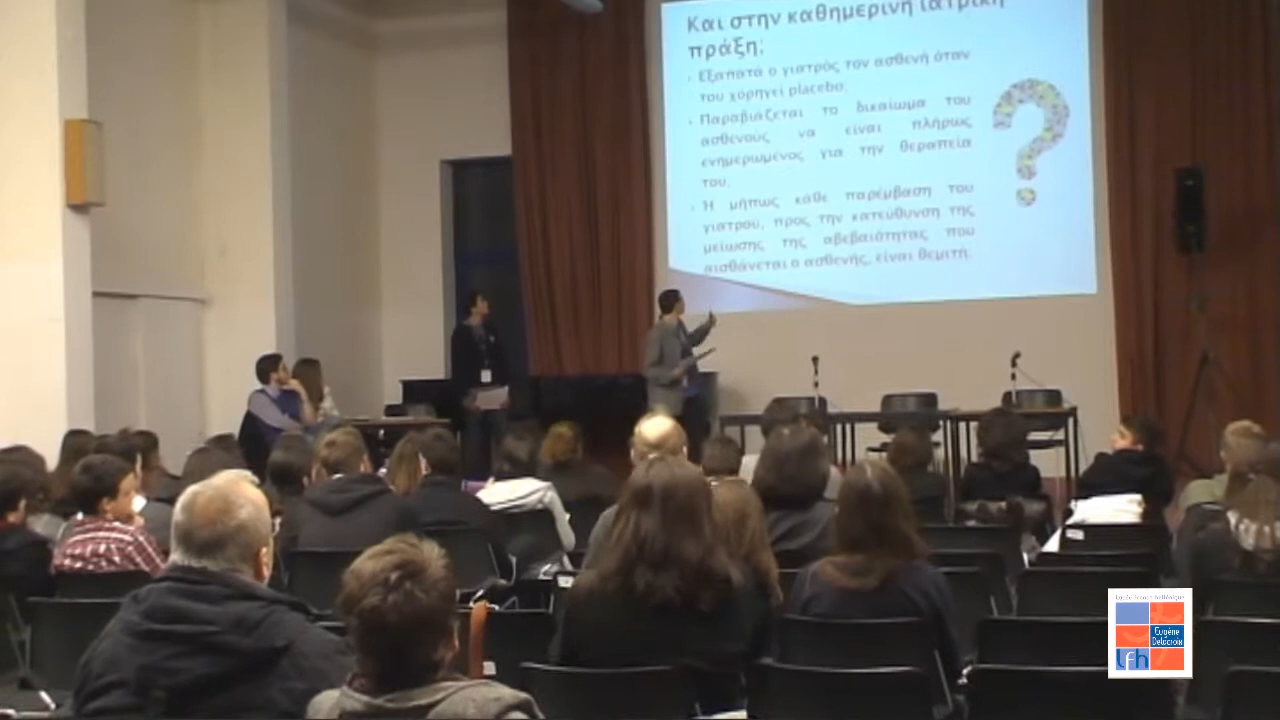 Και στην καθημερινή ιατρική
πράξη;
Εξαπατά ο γιατρός τον ασθενή όταν
του χορηγεί placebo;
Παραβιάζεται το δικαίωμα του
ασθενούς να είναι πλήρως
ενημερωμένος για την θεραπεία
του;
Ή μήπως κάθε παρέμβαση του
γιατρού, προς την κατεύθυνση της
μείωσης της αβεβαιότητας που
αισθάνεται ο ασθενής, είναι θεμιτή;
?
Eugène
Delacroix
lfh